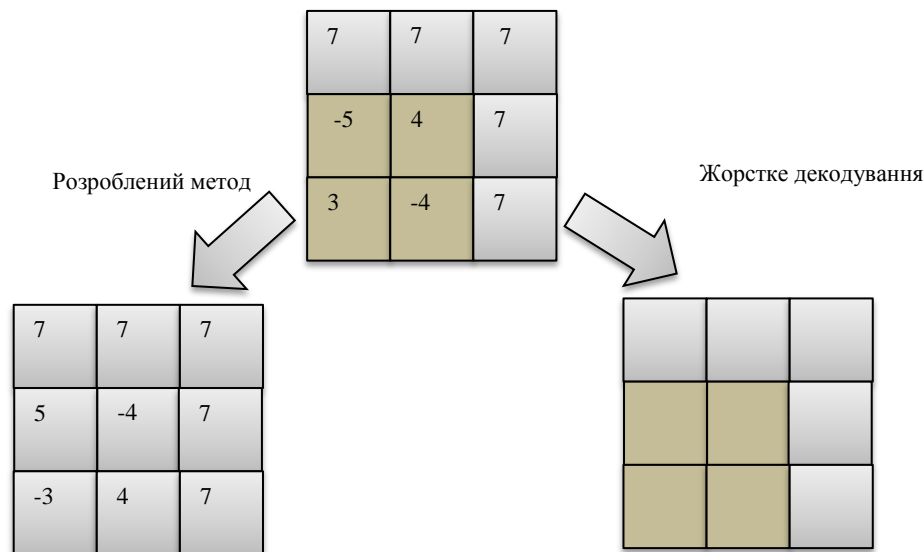 7 7 7
-5 4 7
Розроблений метод
Жорстке декодування
3 -4 7
7 7 7
5 -4 7
-3 4 7